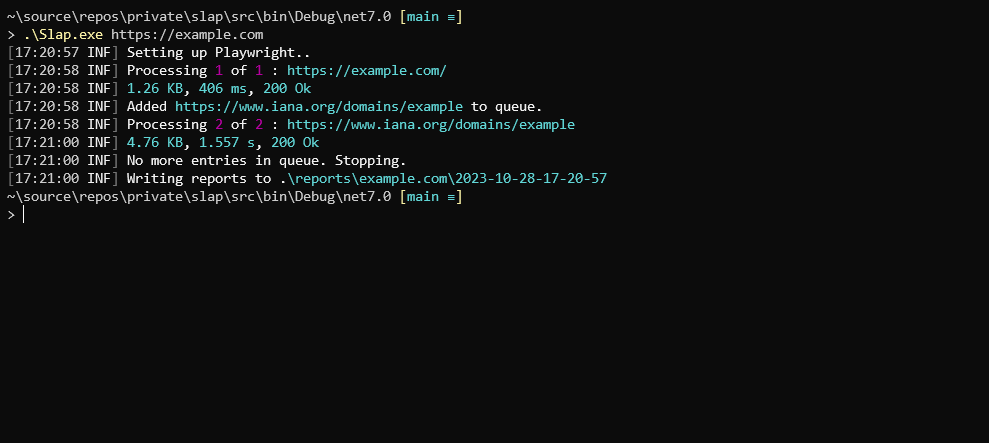 ~\source\repos\private\slap\src\bin\Debug\net7.0 [main ≡]
> .\Slap.exe https://example.com
[17:20:57 INF] Setting up Playwright..
[17:20:58 INF] Processing 1 of 1 : https://example.com/
[17:20:58 INF] 1.26 KB, 406 ms, 200 Ok
[17:20:58 INF] Added https://www.iana.org/domains/example to queue.
[17:20:58 INF] Processing 2 of 2 : https://www.iana.org/domains/example
[17:21:00 INF] 4.76 KB, 1.557 s, 200 Ok
[17:21:00 INF] No more entries in queue. Stopping.
[17:21:00 INF] Writing reports to .\reports\example.com\2023-10-28-17-20-57
~\source\repos\private\slap\src\bin\Debug\net7.0 [main ≡]
>